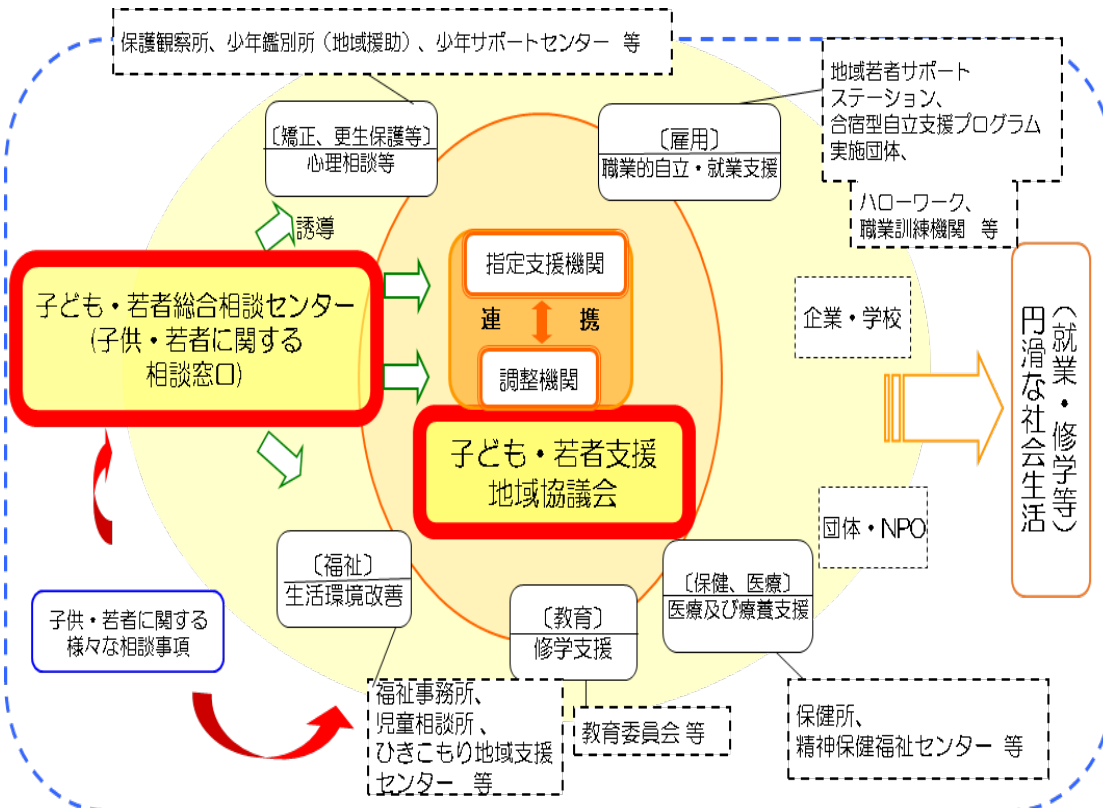 保護観察所、少年鑑別所（地域援助）、少年サポートセンター 等
地域若者サポート
ステーション、
合宿型自立支援プログラム
実施団体、
ハローワーク、
職業訓練機関 等
〔矯正、更生保護等〕
心理相談等
〔雇用〕
職業的自立・就業支援
誘導
子ども・若者総合相談センター
(子供・若者に関する
相談窓口)
指定支援機関
連 携
調整機関
子ども・若者支援
地域協議会
企業・学校
団体・NPO
円滑な社会生活
（就業・修学等）
〔福祉〕
生活環境改善
〔教育〕
修学支援
〔保健、医療〕
医療及び療養支援
子供・若者に関する
様々な相談事項
福祉事務所、
児童相談所、
ひきこもり地域支援
センター 等
教育委員会 等
保健所、
精神保健福祉センター 等